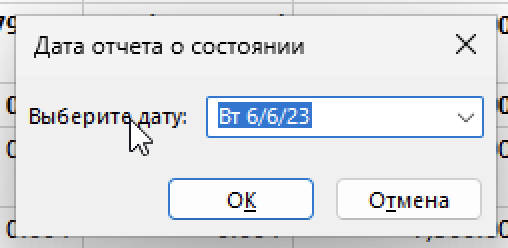 Дата отчета о состоянии
Выберите дату:
Вт 6/6/23
ОК
Отмена